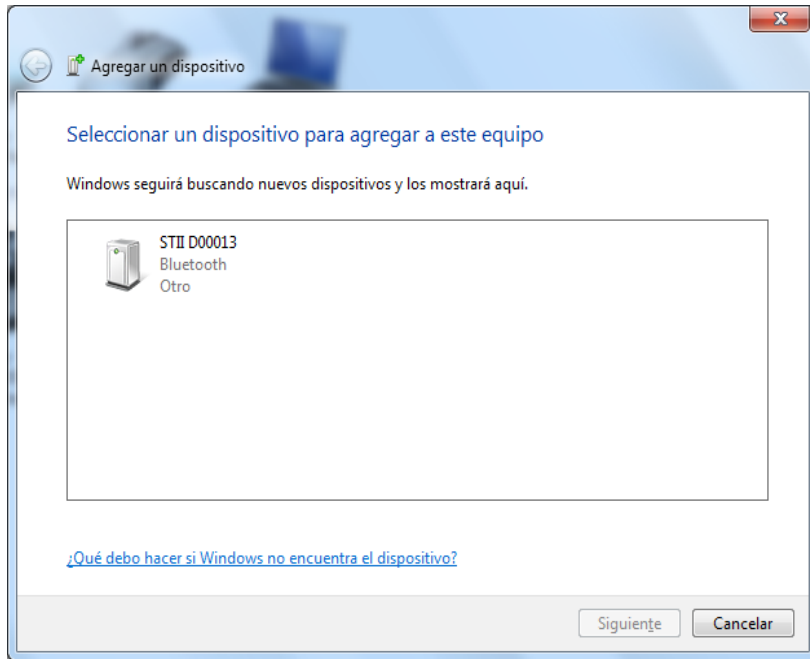 Agregar un dispositivo
Seleccionar un dispositivo para agregar a este equipo
Windows seguirá buscando nuevos dispositivos y los mostrará aquí.
STII D00013
Bluetooth
Otro
¿Qué debo hacer si Windows no encuentra el dispositivo?
Siguiente
Cancelar